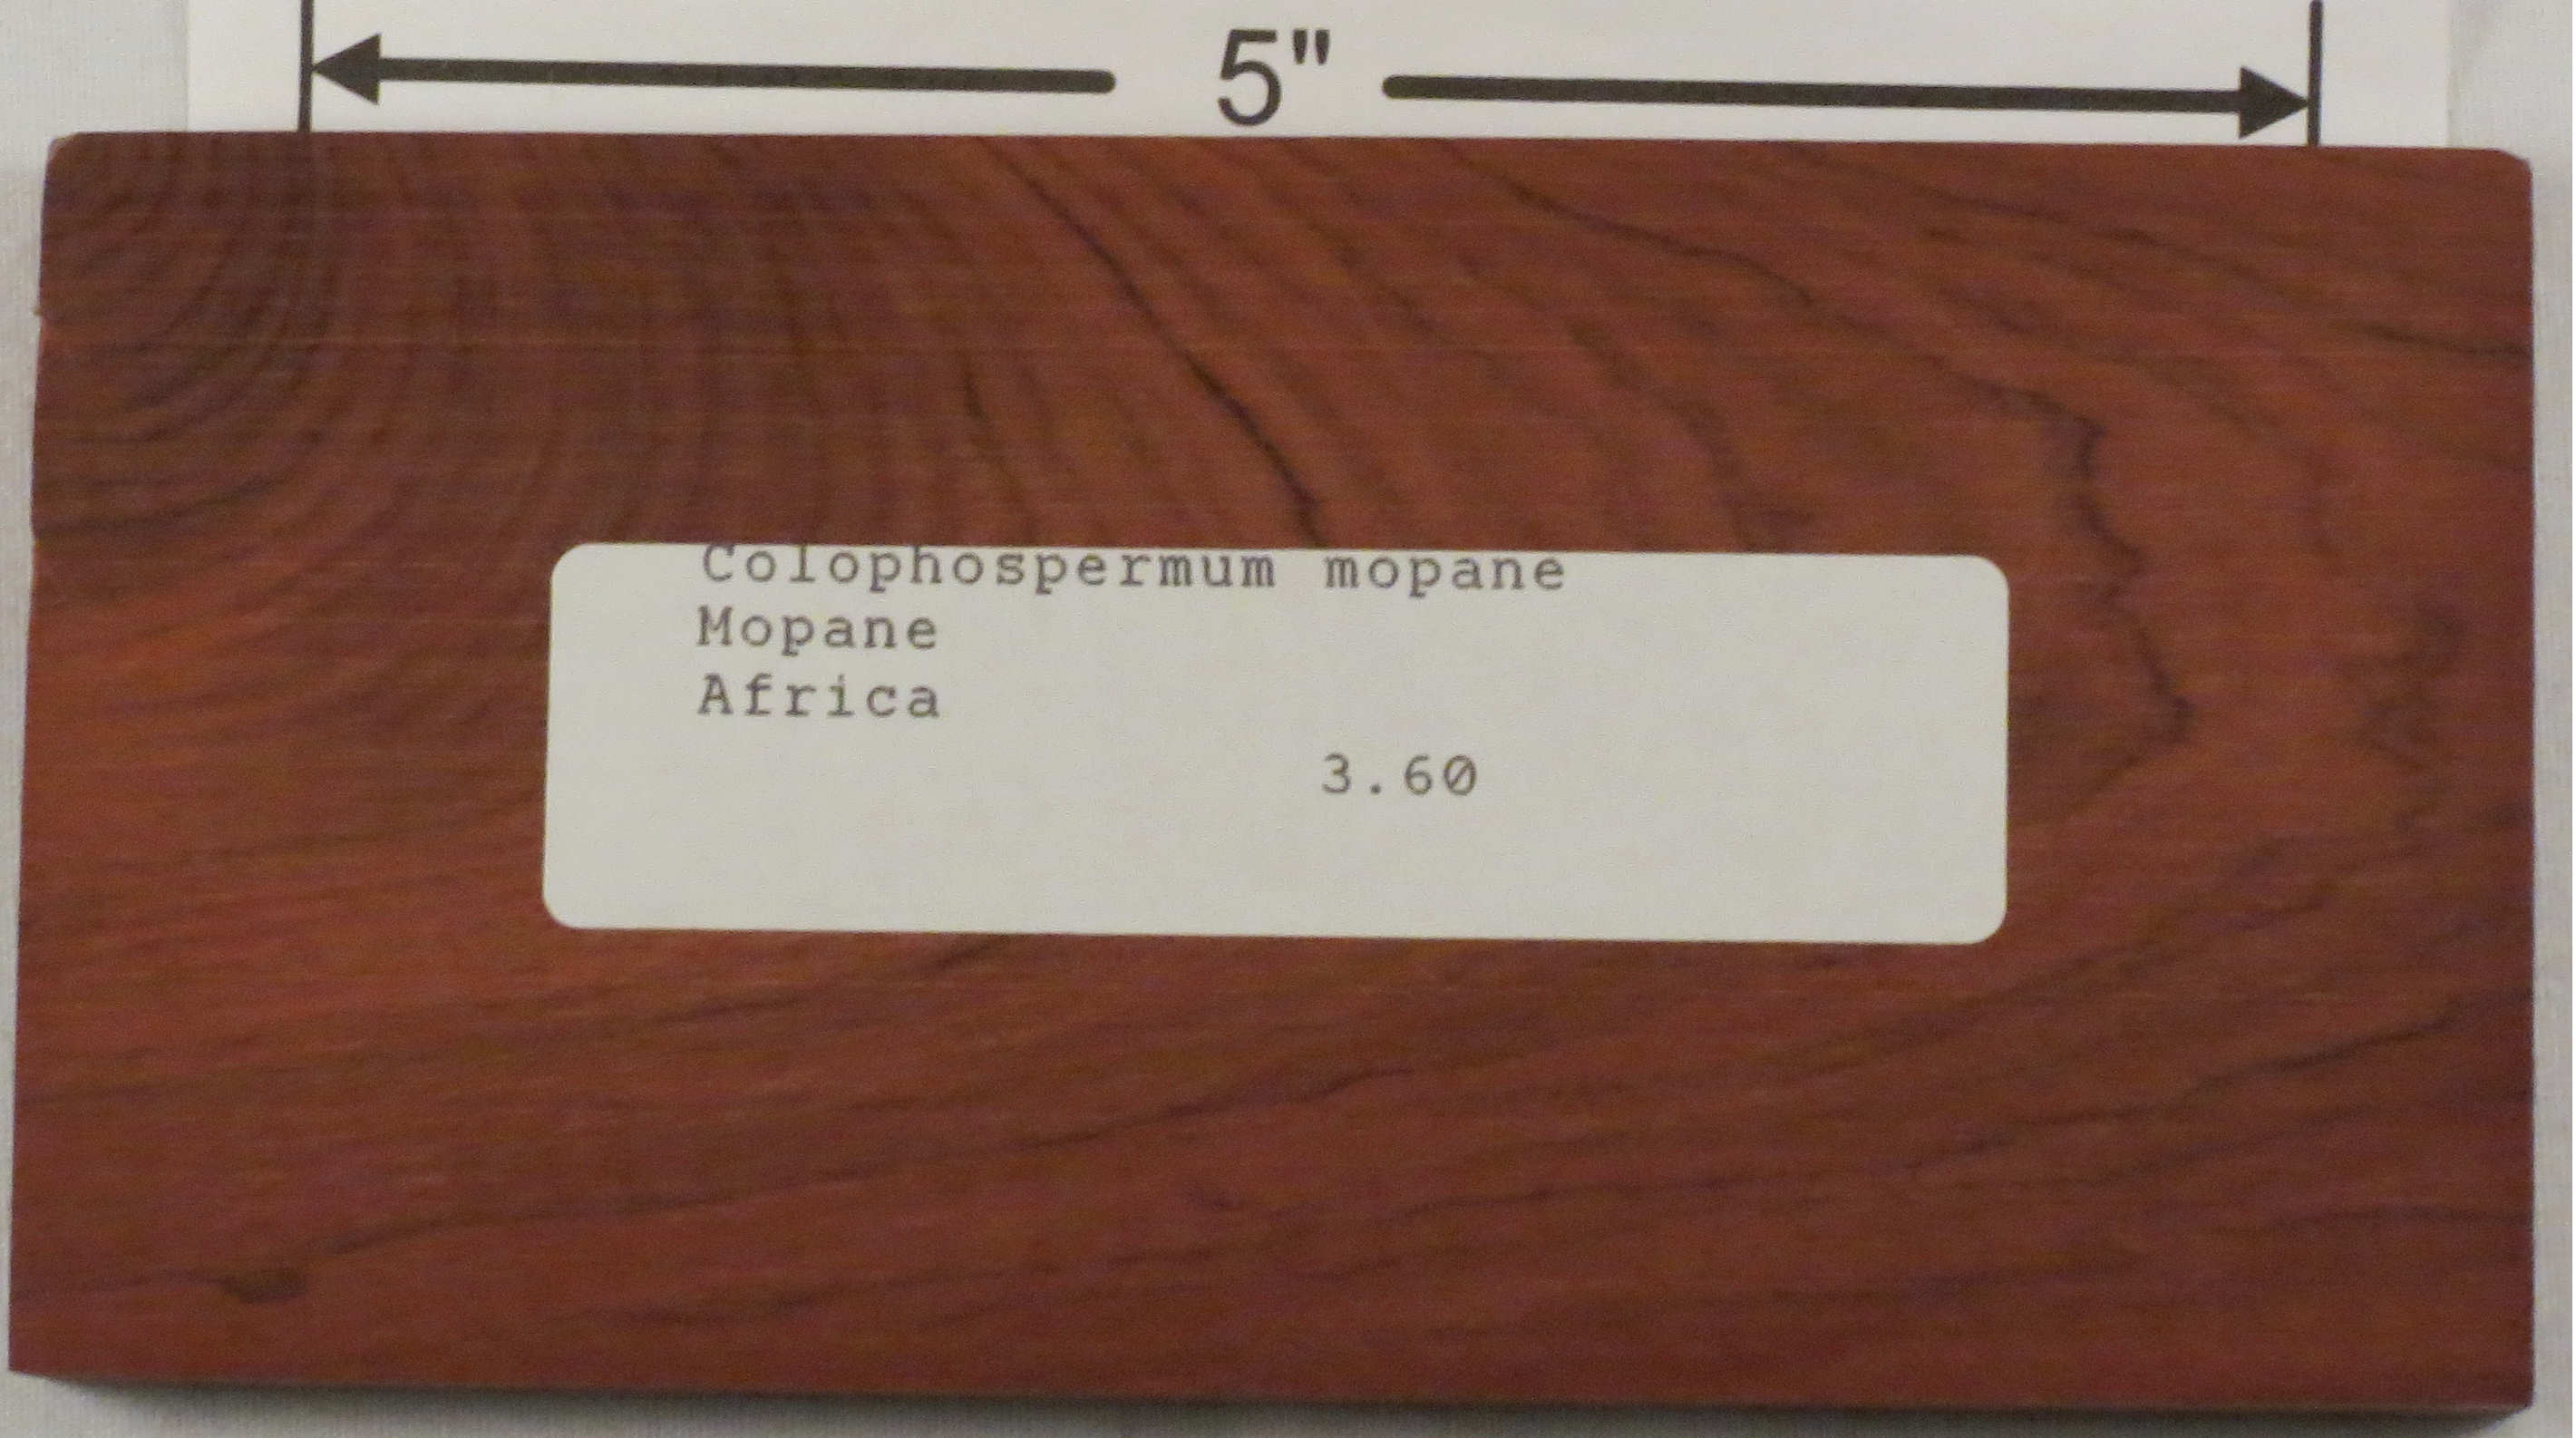 5"
Colophospermum mopane
Mopane
Africa
3.60